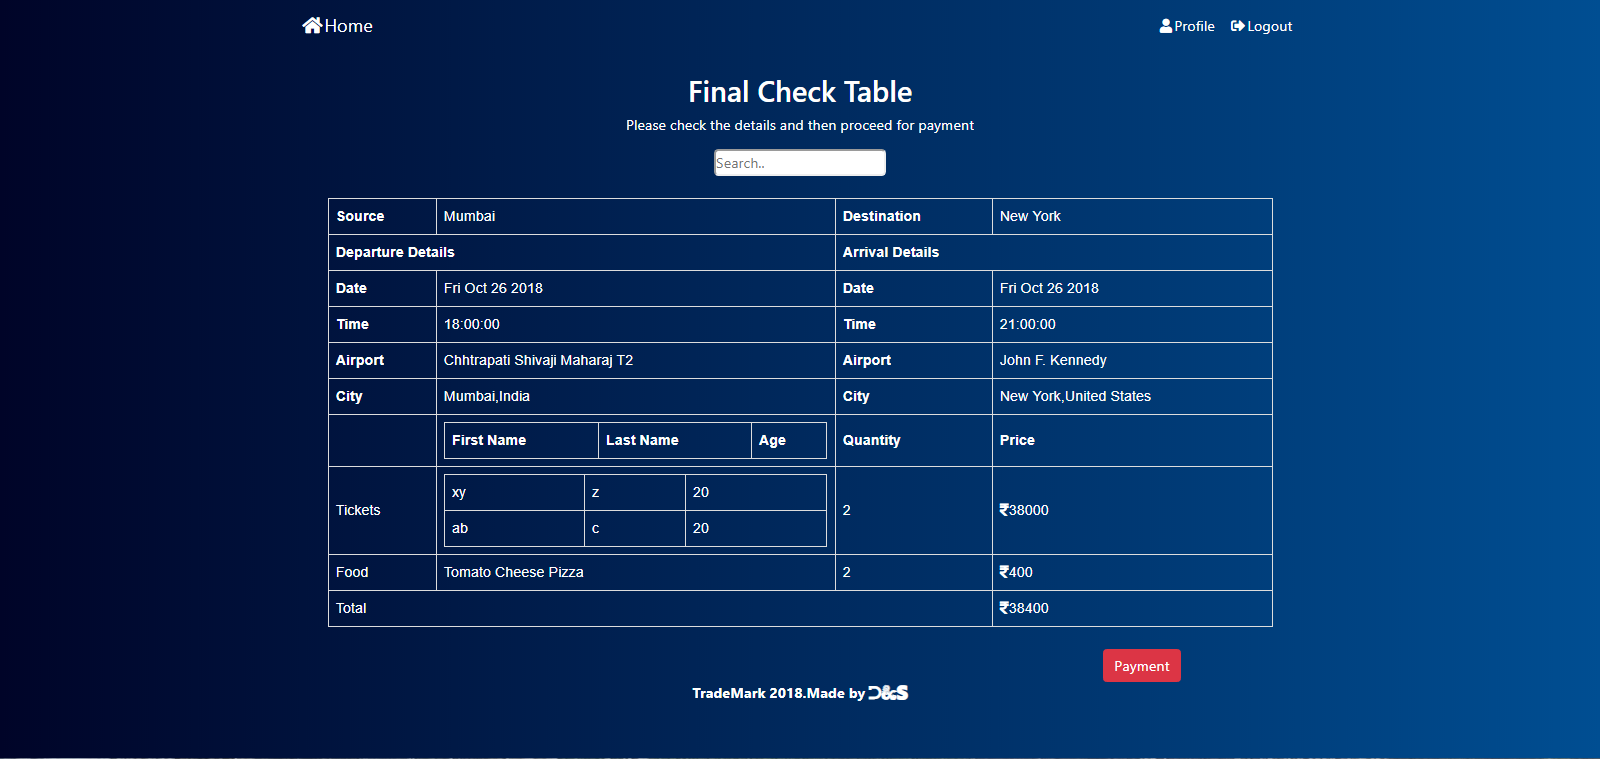 Home Profile Logout
Final Check Table
Please check the details and then proceed for payment
Search..
Source Mumbai Destination New York
Departure Details Arrival Details
Date Fri Oct 26 2018 Date Fri Oct 26 2018
Time 18:00:00 Time 21:00:00
Airport Chhtrapati Shivaji Maharaj T2 Airport John F. Kennedy
City Mumbai,India City New York,United States
First Name Last Name Age Quantity Price
xy z 20
Tickets 2 ₹38000
ab c 20
Food Tomato Cheese Pizza 2 ₹400
Total ₹38400
Payment
TradeMark 2018.Made by D&S